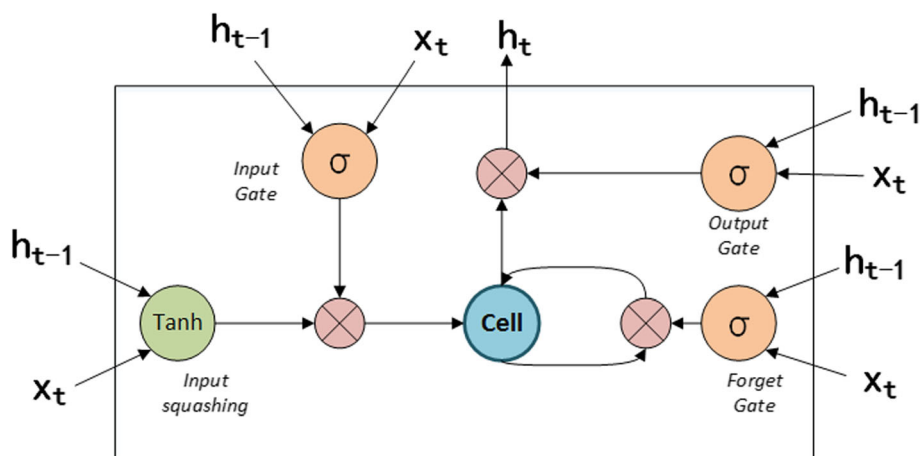 h_{t-1}
x_t
h_t
σ
Input
Gate
h_{t-1}
x_t
σ
Output
Gate
h_{t-1}
x_t
Tanh
Input
squashing
Cell
h_{t-1}
x_t
σ
Forget
Gate